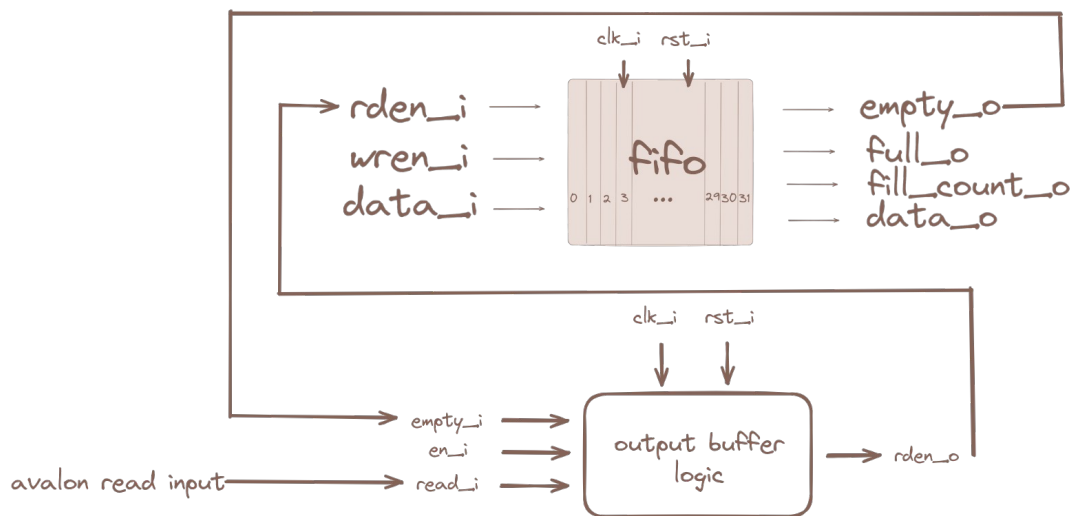 clk_i rst_i
rden_i
empty_o
wren_i
fifo
full_o
fill_count_o
data_i
0 1 2 3 ... 29 30 31
data_o
clk_i rst_i
empty_i
en_i
output buffer
logic
rden_o
avalon read input
read_i